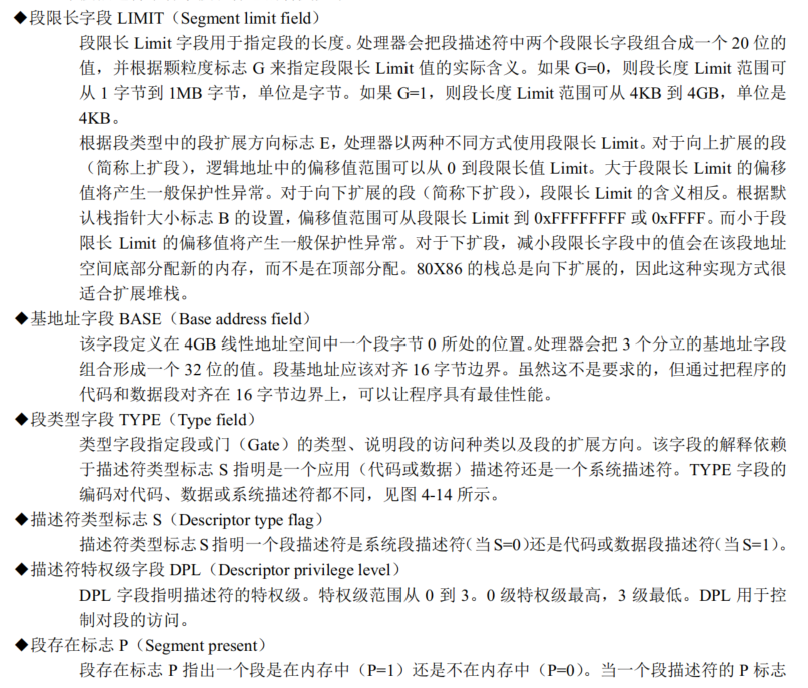 ◆段限长字段 LIMIT（Segment limit field）
段限长 Limit 字段用于指定段的长度。处理器会把段描述符中两个段限长字段组合成一个 20 位的
值，并根据颗粒度标志 G 来指定段限长 Limit 值的实际含义。如果 G=0，则段长度 Limit 范围可
从 1 字节到 1MB 字节，单位是字节。如果 G=1，则段长度 Limit 范围可从 4KB 到 4GB，单位是
4KB。
根据段类型中的段扩展方向标志 E，处理器以两种不同方式使用段限长 Limit。对于向上扩展的段
（简称上扩段），逻辑地址中的偏移值范围可以从 0 到段限长值 Limit。大于段限长 Limit 的偏移
值将产生一般保护性异常。对于向下扩展的段（简称下扩段），段限长 Limit 的含义相反。根据默
认栈指针大小标志 B 的设置，偏移值范围可从段限长 Limit 到 0xFFFFFFFF 或 0xFFFF。而小于段
限长 Limit 的偏移值将产生一般保护性异常。对于下扩段，减小段限长字段中的值会在该段地址
空间底部分配新的内存，而不是在顶部分配。80X86 的栈总是向下扩展的，因此这种实现方式很
适合扩展堆栈。
◆基地址字段 BASE（Base address field）
该字段定义在 4GB 线性地址空间中一个段字节 0 所处的位置。处理器会把 3 个分立的基地址字段
组合形成一个 32 位的值。段基地址应该对齐 16 字节边界。虽然这不是要求的，但通过把程序的
代码和数据段对齐在 16 字节边界上，可以让程序具有最佳性能。
◆段类型字段 TYPE（Type field）
类型字段指定段或门（Gate）的类型、说明段的访问种类以及段的扩展方向。该字段的解释依赖
于描述符类型标志 S 指明是一个应用（代码或数据）描述符还是一个系统描述符。TYPE 字段的
编码对代码、数据或系统描述符都不同，见图 4-14 所示。
◆描述符类型标志 S（Descriptor type flag）
描述符类型标志 S 指明一个段描述符是系统段描述符（当 S=0）还是代码或数据段描述符（当 S=1）。
◆描述符特权级字段 DPL（Descriptor privilege level）
DPL 字段指明描述符的特权级。特权级范围从 0 到 3。0 级特权级最高，3 级最低。DPL 用于控
制对段的访问。
◆段存在标志 P（Segment present）
段存在标志 P 指出一个段是在内存中（P=1）还是不在内存中（P=0）。当一个段描述符的 P 标志